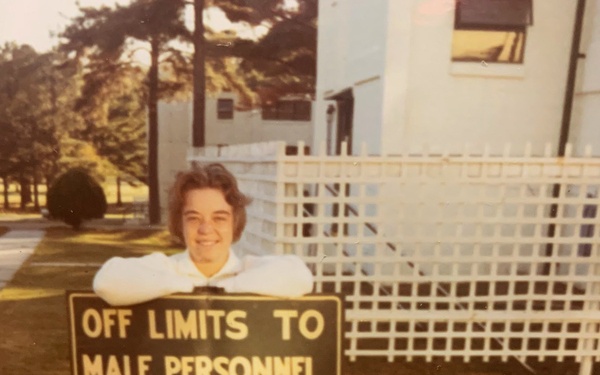 OFF LIMITS TO
MALE PERSONNEL